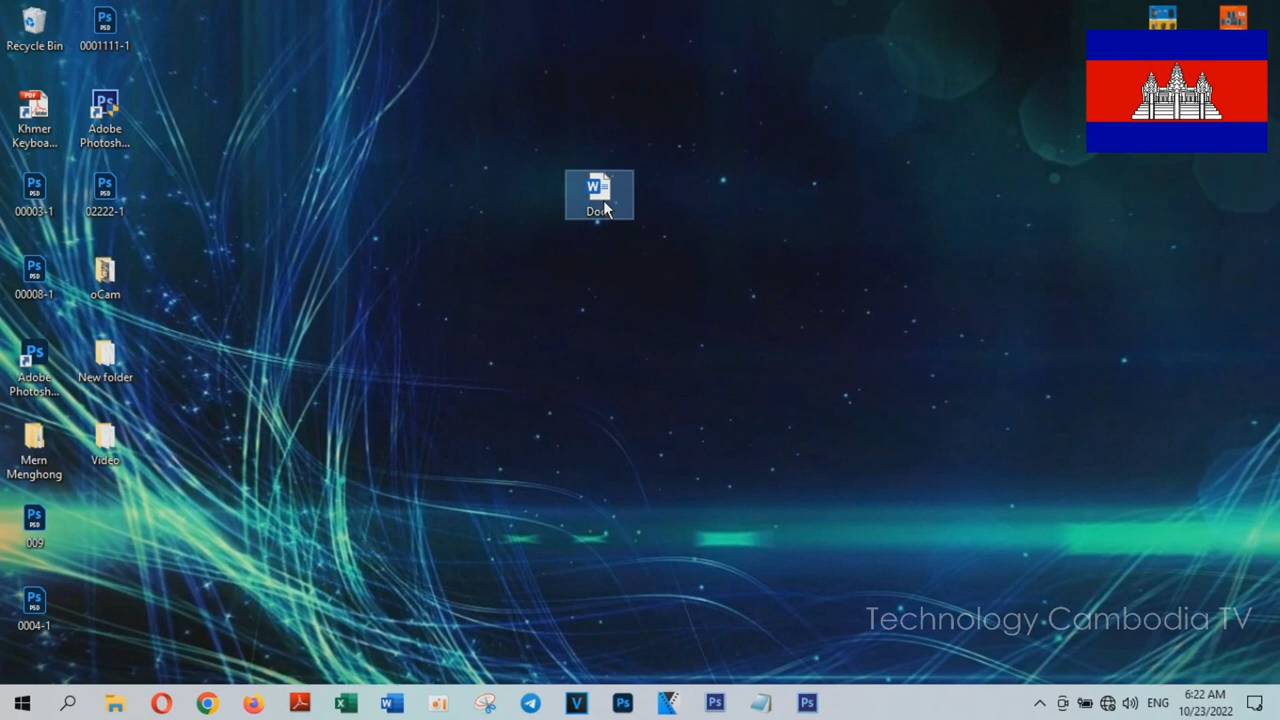 Recycle Bin
0001111-1
Khmer
Keyboa...
Adobe
Photosh...
00003-1
02222-1
00008-1
oCam
Adobe
Photosh...
New folder
Mern
Menghong
Video
009
0004-1
Technology Cambodia TV
ENG
6:22 AM
10/23/2022